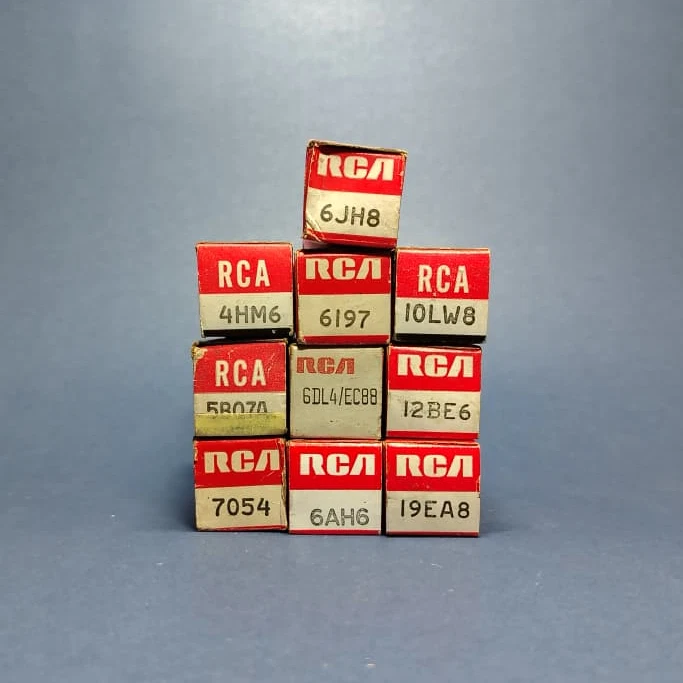 RCA
6JH8
RCA
4HM6
RCA
6197
RCA
10LW8
RCA
5BQ7A
RCA
6DL4/EC88
RCA
12BE6
RCA
7054
RCA
6AH6
RCA
19EA8